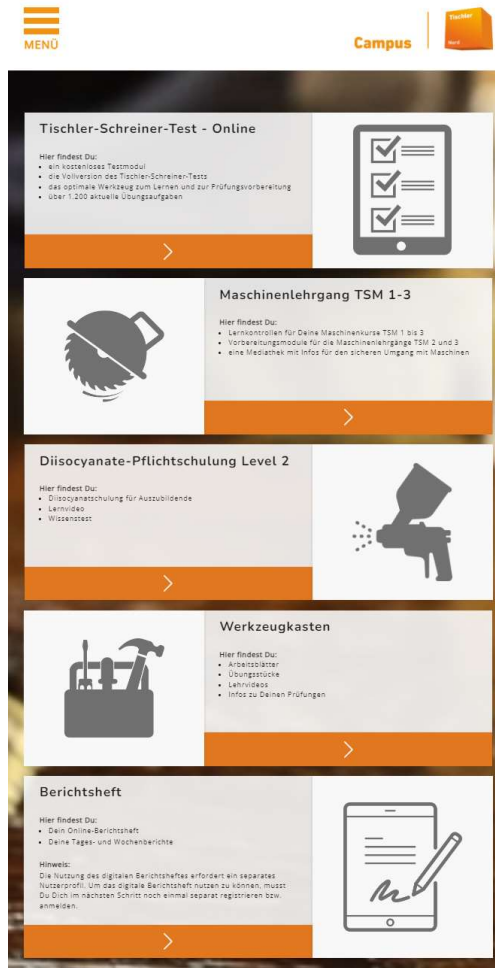 MENÜ
Campus
Tischler
Nord
Tischler-Schreiner-Test - Online
Hier findest Du:
ein kostenloses Testmodul
die Vollversion des Tischler-Schreiner-Tests
das optimale Werkzeug zum Lernen und zur Prüfungsvorbereitung
über 1.200 aktuelle Übungsaufgaben
Maschinenlehrgang TSM 1-3
Hier findest Du:
Lernkontrollen für Deine Maschinenkurse TSM 1 bis 3
Vorbereitungsmodule für die Maschinenlehrgänge TSM 2 und 3
eine Mediathek mit Infos für den sicheren Umgang mit Maschinen
Diisocyanate-Pflichtschulung Level 2
Hier findest Du:
Diisocyanatschulung für Auszubildende
Lernvideo
Wissenstest
Werkzeugkasten
Hier findest Du:
Arbeitsblätter
Übungsstücke
Lehrvideos
Infos zu Deinen Prüfungen
Berichtsheft
Hier findest Du:
Dein Online-Berichtsheft
Deine Tages- und Wochenberichte
Hinweis:
Die Nutzung des digitalen Berichtsheftes erfordert ein separates
Nutzerprofil. Um das digitale Berichtsheft nutzen zu können, musst
Du Dich im nächsten Schritt noch einmal separat registrieren bzw.
anmelden.